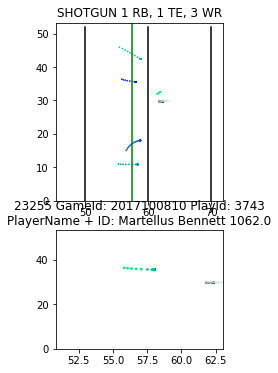 SHOTGUN 1 RB, 1 TE, 3 WR
50
40
30
20
10
0
50 60 70
23255 GameId: 2017100810 PlayId: 3743
PlayerName + ID: Martellus Bennett 1062.0
40
20
0
52.5 55.0 57.5 60.0 62.5